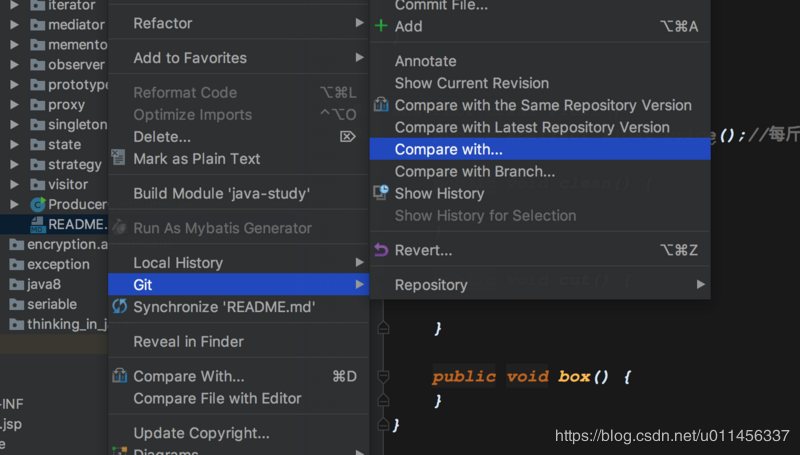 iterator
mediator
memento
observer
prototype
proxy
singleton
state
strategy
visitor
Producer
README.
encryption.a
exception
java8
seriable
thinking_in_j
-INF
.jsp
Refactor
Add to Favorites
Reformat Code ⌥⌘L
Optimize Imports ⌃⌥O
Delete... ⌦
Mark as Plain Text
Build Module 'java-study'
Run As Mybatis Generator
Local History
Git
Synchronize 'README.md'
Reveal in Finder
Compare With... ⌘D
Compare File with Editor
Update Copyright...
Diagrams
Commit File...
Add ⌥⌘A
Annotate
Show Current Revision
Compare with the Same Repository Version
Compare with Latest Repository Version
Compare with...
Compare with Branch...
Show History
Show History for Selection
Revert... ⌥⌘Z
Repository
();//每斤
}
public void box() {
}
}
https://blog.csdn.net/u011456337